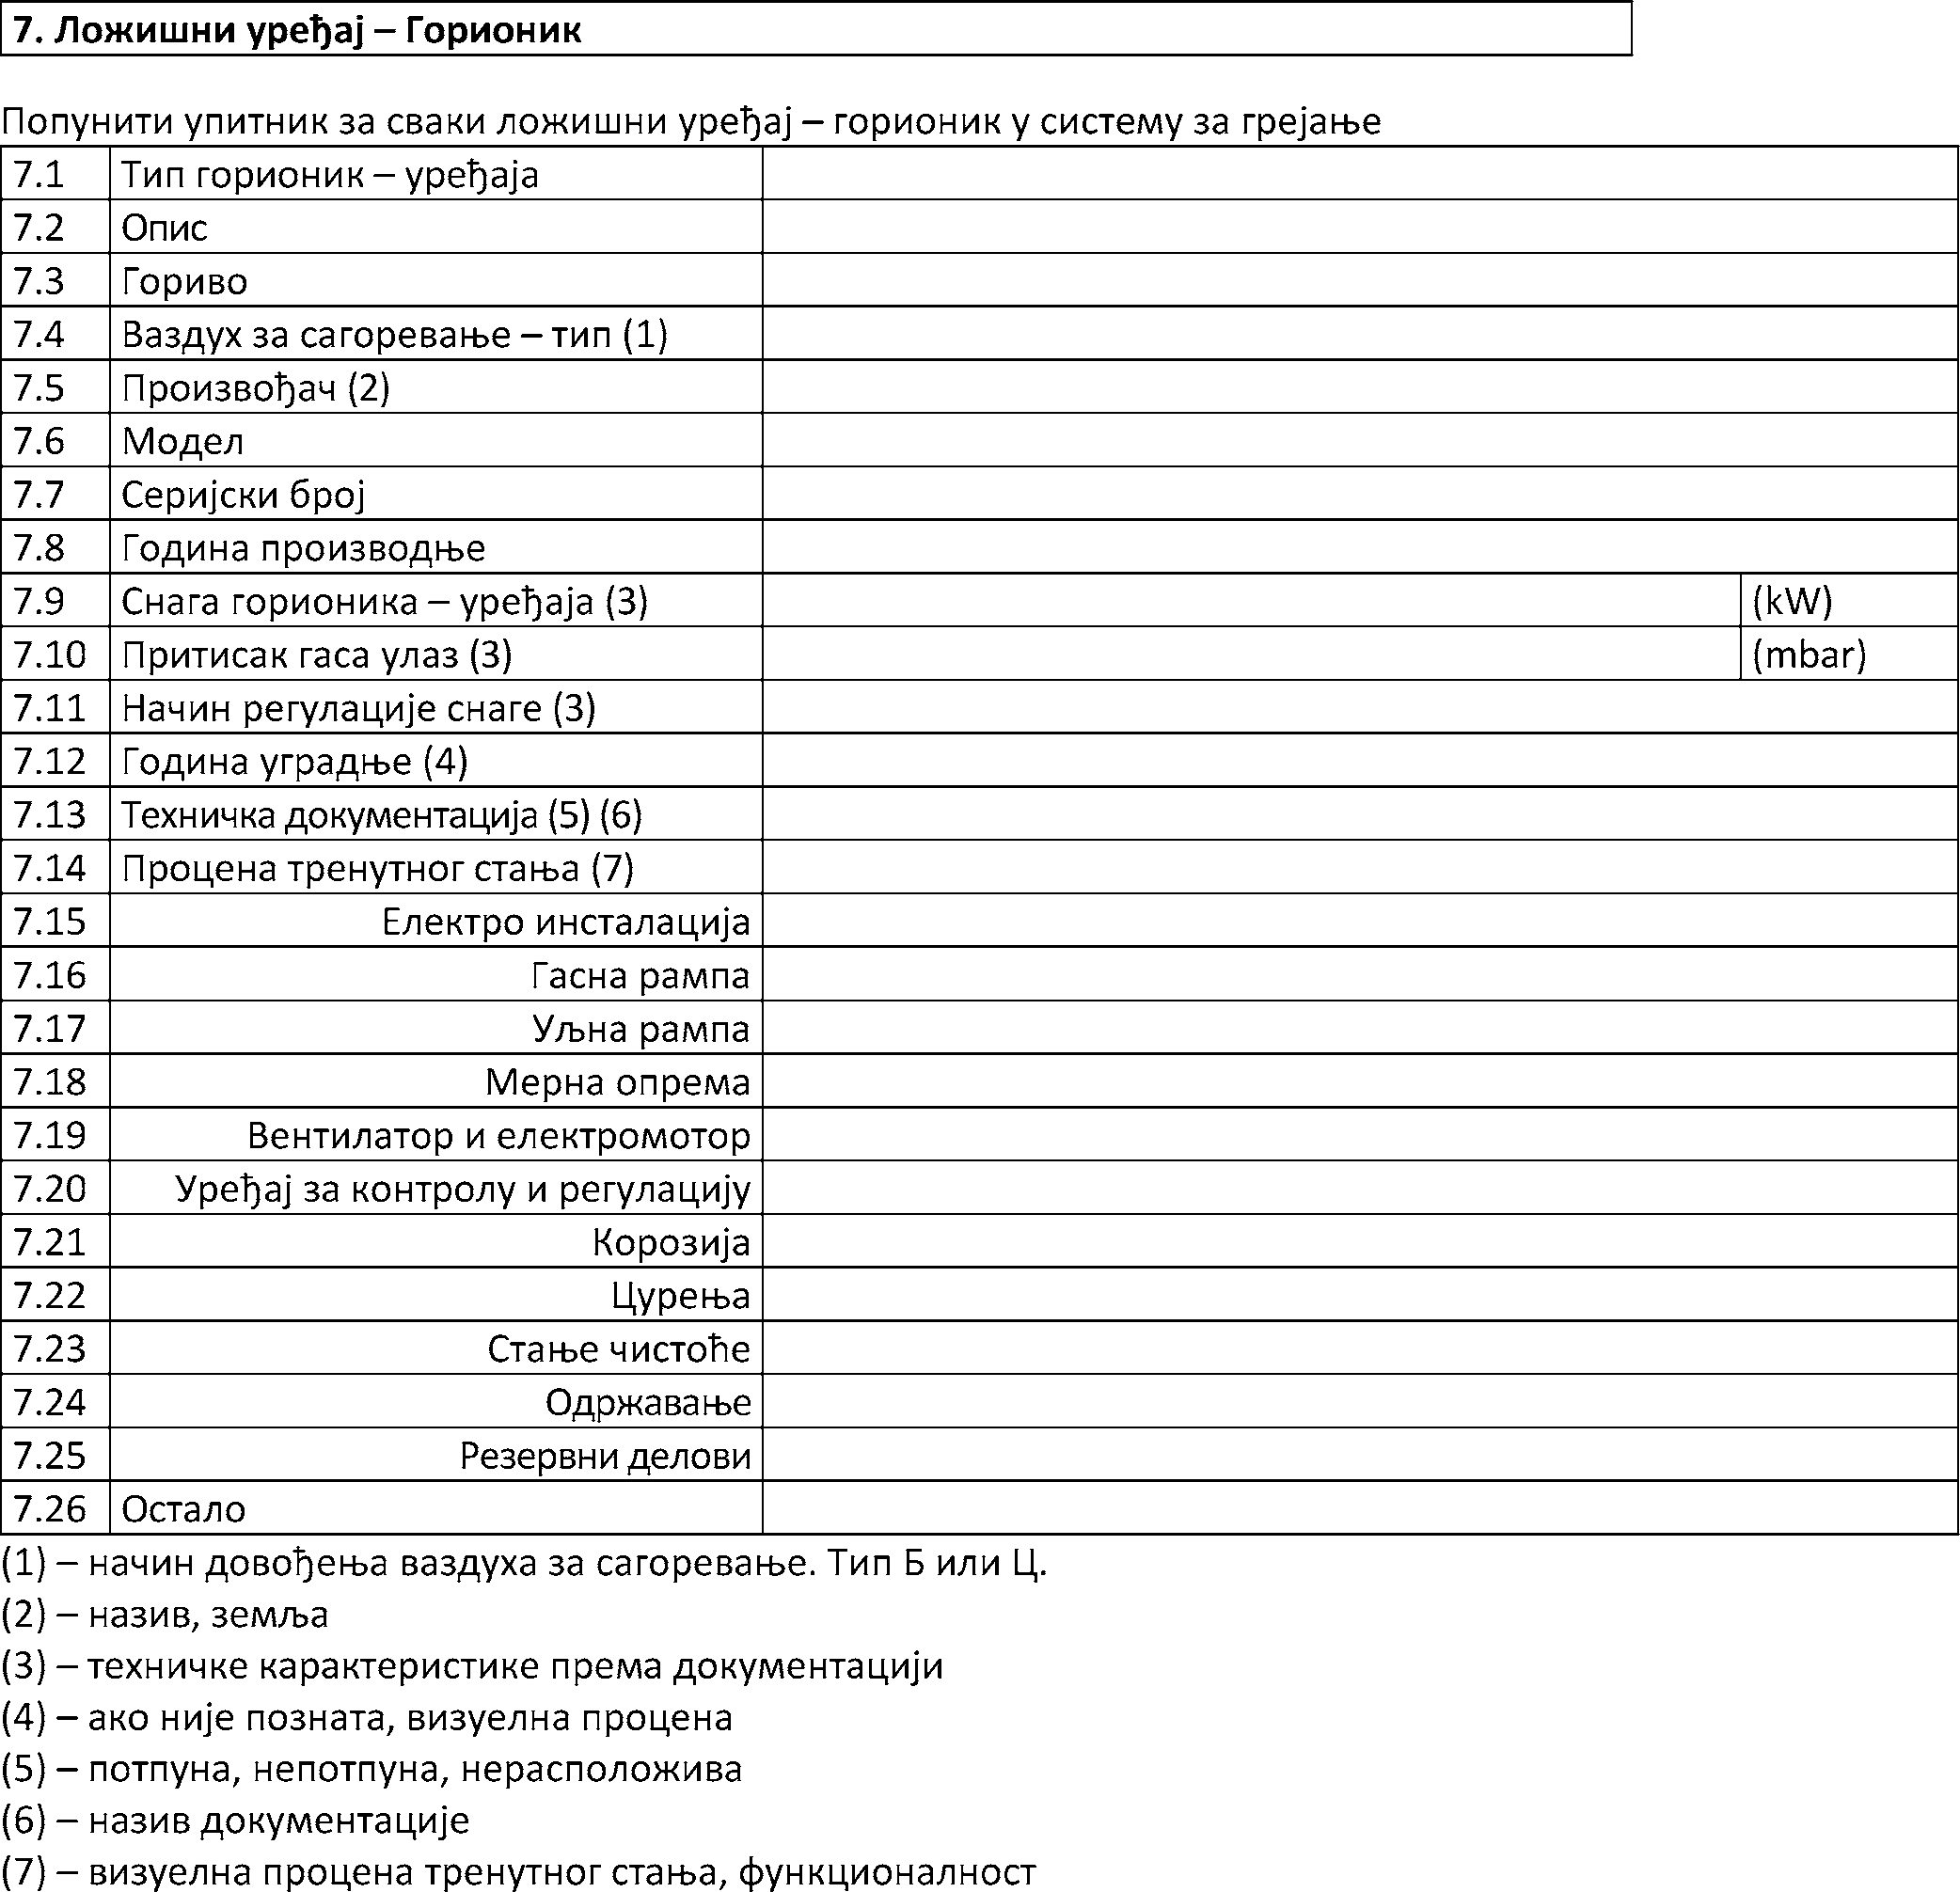 7. Ложишни уређај – Горионик
Попунити упитник за сваки ложишни уређај – горионик у систему за грејање
7.1 Тип горионик – уређаја
7.2 Опис
7.3 Гориво
7.4 Ваздух за сагоревање – тип (1)
7.5 Произвођач (2)
7.6 Модел
7.7 Серијски број
7.8 Година производње
7.9 Снага горионика – уређаја (3) (kW)
7.10 Притисак гаса улаз (3) (mbar)
7.11 Начин регулације снаге (3)
7.12 Година уградње (4)
7.13 Техничка документација (5) (6)
7.14 Процена тренутног стања (7)
7.15 Електро инсталација
7.16 Гасна рампа
7.17 Уљна рампа
7.18 Мерна опрема
7.19 Вентилатор и електромотор
7.20 Уређај за контролу и регулацију
7.21 Корозија
7.22 Цурења
7.23 Стање чистоће
7.24 Одржавање
7.25 Резервни делови
7.26 Остало
(1) – начин довођења ваздуха за сагоревање. Тип Б или Ц.
(2) – назив, земља
(3) – техничке карактеристике према документацији
(4) – ако није позната, визуелна процена
(5) – потпуна, непотпуна, нерасположива
(6) – назив документације
(7) – визуелна процена тренутног стања, функционалност